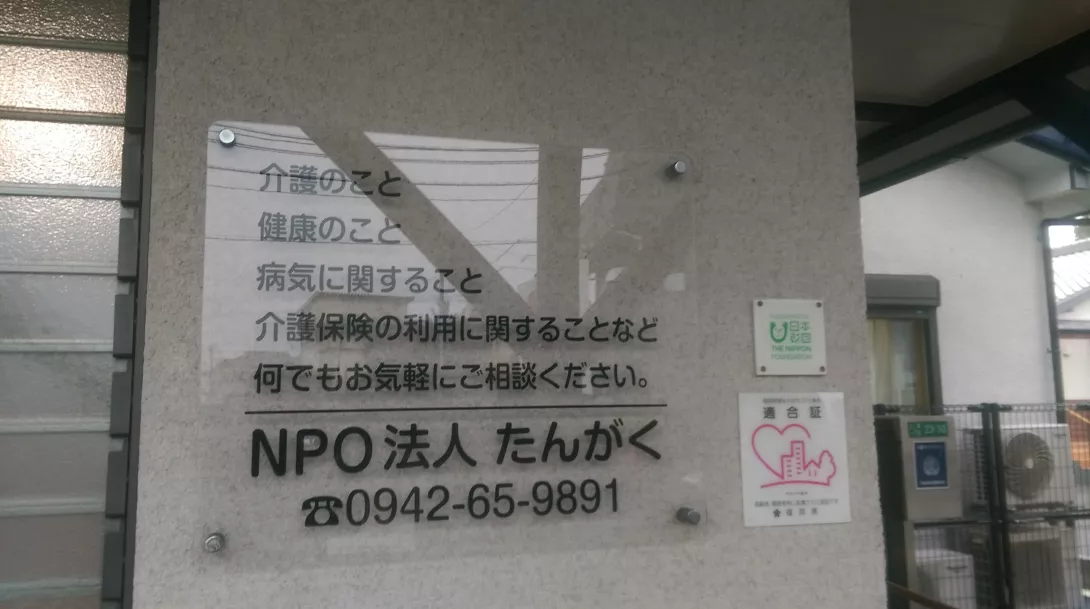 介護のこと
健康のこと
病気に関すること
介護保険の利用に関することなど
何でもお気軽にご相談ください。
NPO法人 たんがく
☎0942-65-9891
日本
財団
THE NIPPON
FOUNDATION
適合証
福岡県